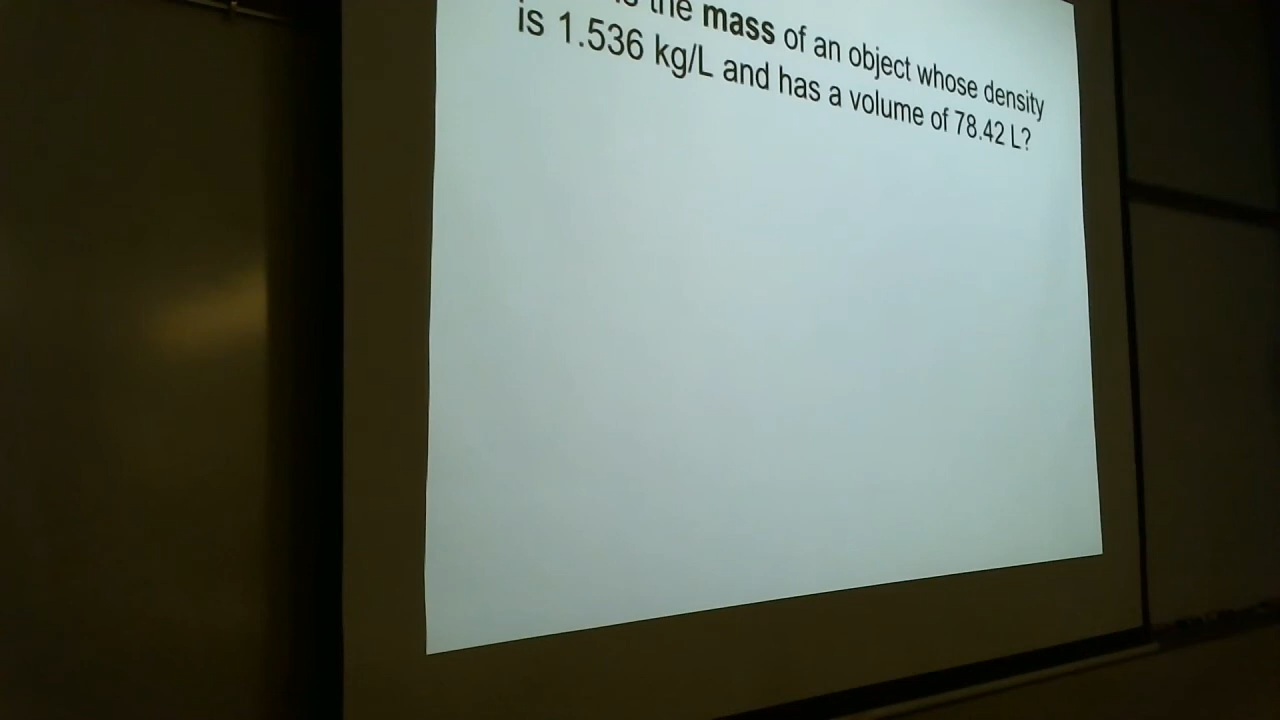 the mass of an object whose density
is 1.536 kg/L and has a volume of 78.42 L?